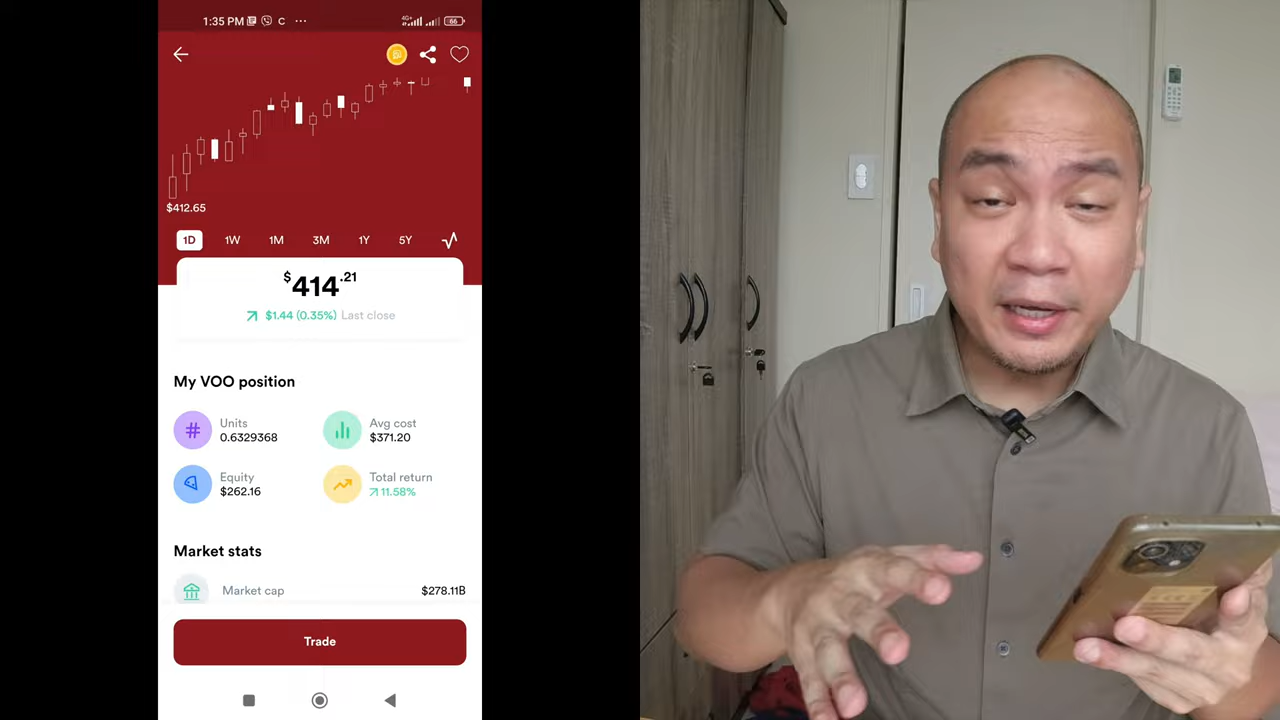 1:35 PM C ...
4G 66
$412.65
1D 1W 1M 3M 1Y 5Y
$414.21
$1.44 (0.35%) Last close
My VOO position
Units
0.6329368
Avg cost
$371.20
Equity
$262.16
Total return
11.58%
Market stats
Market cap $278.11B
Trade